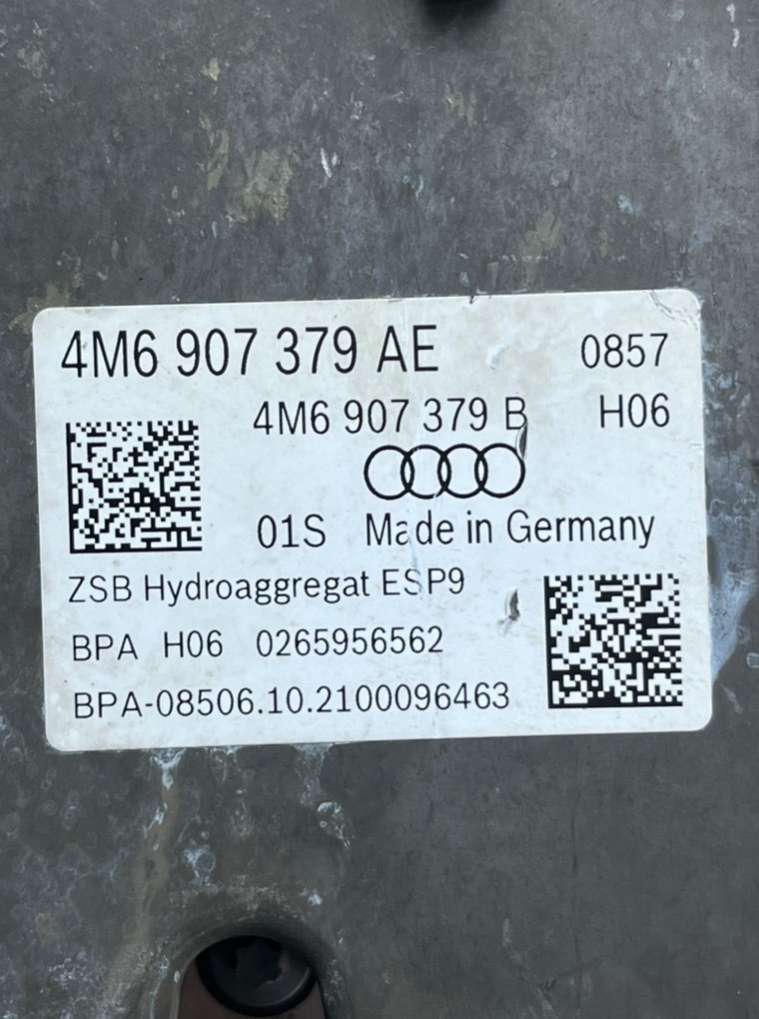 4M6 907 379 AE 0857
4M6 907 379 B H06
01S Made in Germany
ZSB Hydroaggregat ESP9
BPA H06 0265956562
BPA-08506.10.2100096463